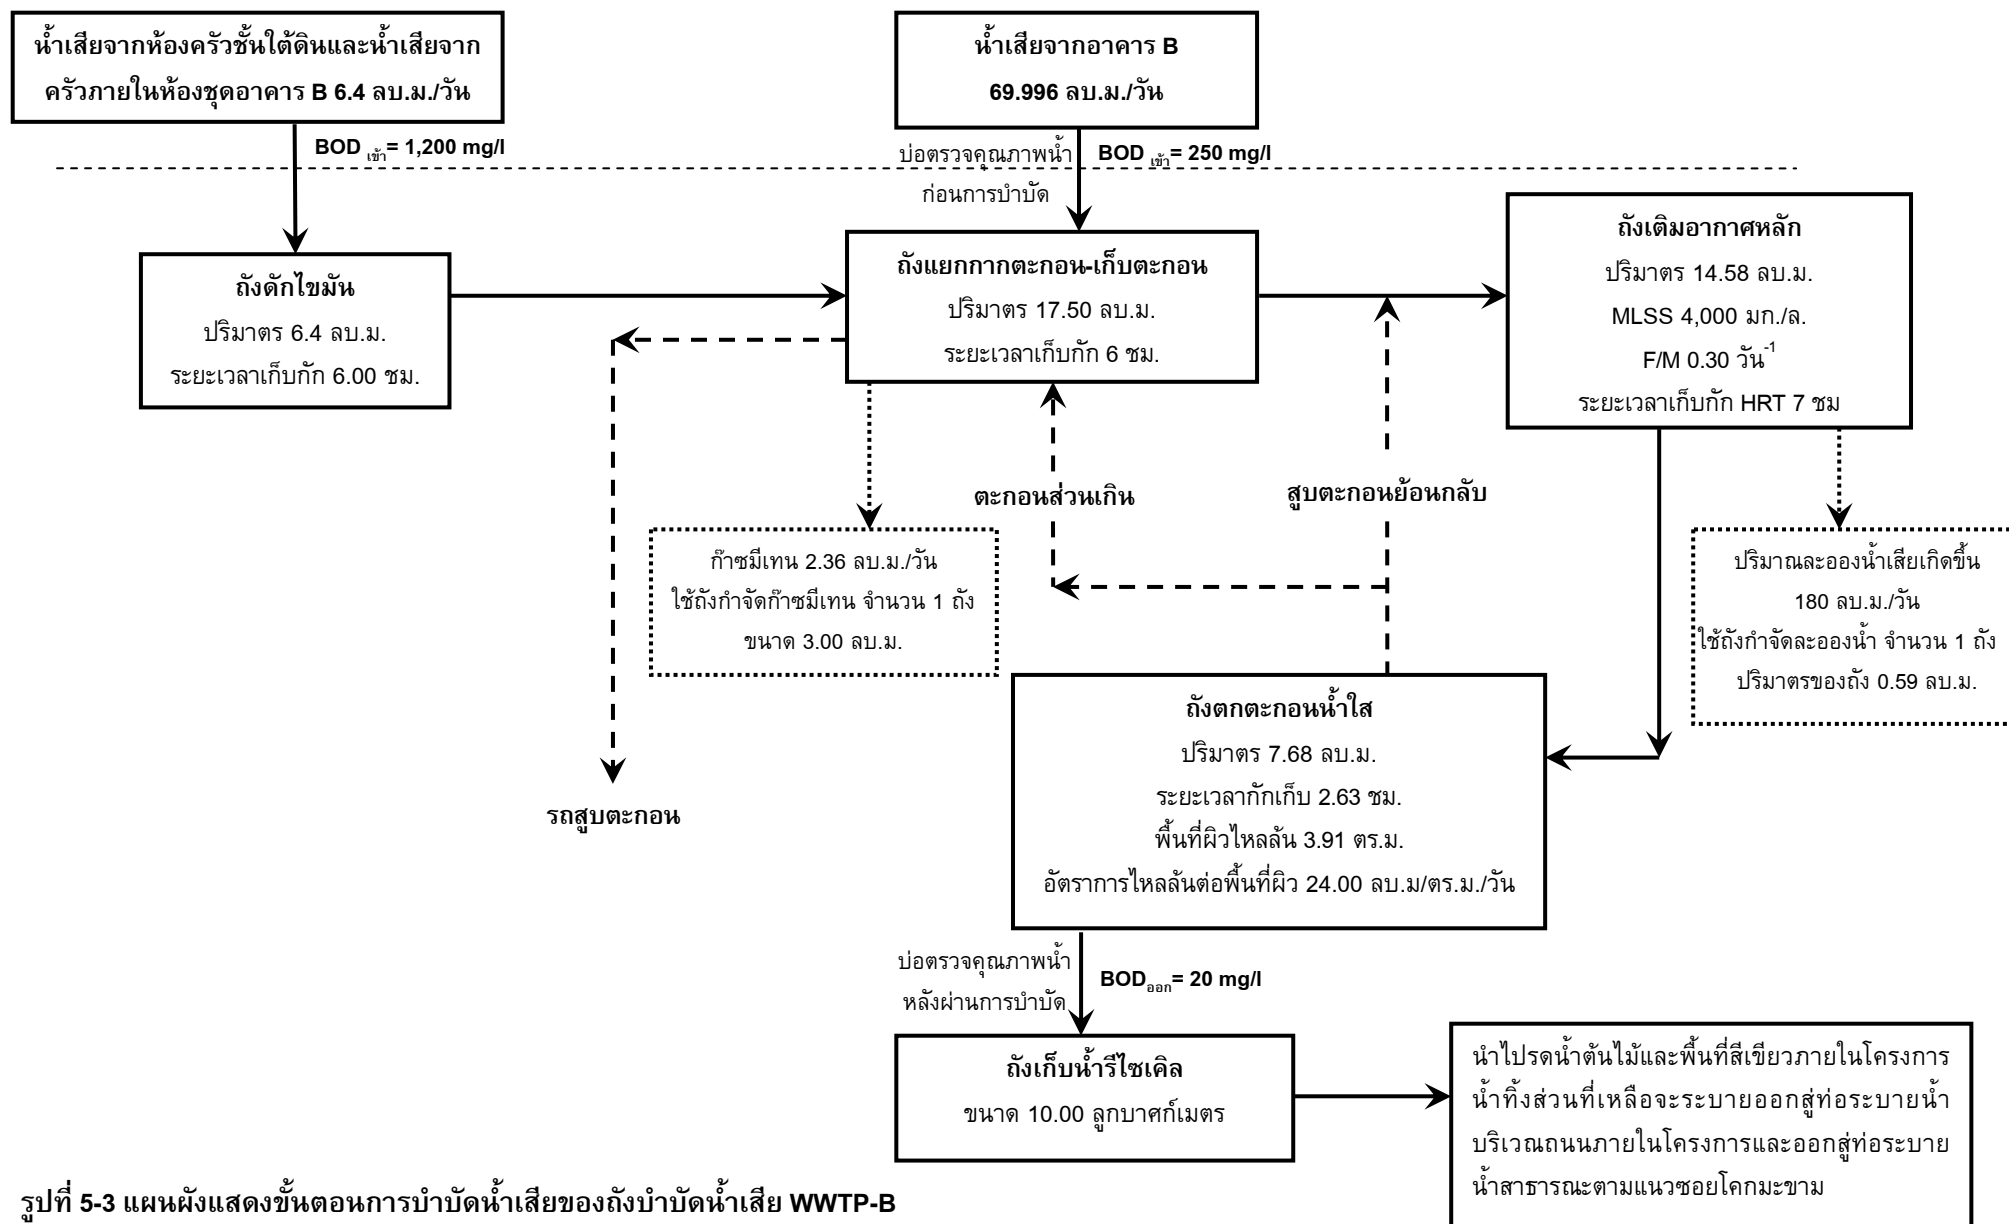 น้ำเสียจากห้องครัวชั้นใต้ดินและน้ำเสียจาก
ครัวภายในห้องชุดอาคาร B 6.4 ลบ.ม./วัน
น้ำเสียจากอาคาร B
69.996 ลบ.ม./วัน
BOD เข้า= 1,200 mg/l
บ่อตรวจคุณภาพน้ำ
ก่อนการบำบัด
BOD เข้า= 250 mg/l
ถังดักไขมัน
ปริมาตร 6.4 ลบ.ม.
ระยะเวลาเก็บกัก 6.00 ชม.
ถังแยกกากตะกอน-เก็บตะกอน
ปริมาตร 17.50 ลบ.ม.
ระยะเวลาเก็บกัก 6 ชม.
ถังเติมอากาศหลัก
ปริมาตร 14.58 ลบ.ม.
MLSS 4,000 มก./ล.
F/M 0.30 วัน-1
ระยะเวลาเก็บกัก HRT 7 ชม
ตะกอนส่วนเกิน
สูบตะกอนย้อนกลับ
ก๊าซมีเทน 2.36 ลบ.ม./วัน
ใช้ถังกำจัดก๊าซมีเทน จำนวน 1 ถัง
ขนาด 3.00 ลบ.ม.
ปริมาณละอองน้ำเสียเกิดขึ้น
180 ลบ.ม./วัน
ใช้ถังกำจัดละอองน้ำ จำนวน 1 ถัง
ปริมาตรของถัง 0.59 ลบ.ม.
รถสูบตะกอน
ถังตกตะกอนน้ำใส
ปริมาตร 7.68 ลบ.ม.
ระยะเวลากักเก็บ 2.63 ชม.
พื้นที่ผิวไหลล้น 3.91 ตร.ม.
อัตราการไหลล้นต่อพื้นที่ผิว 24.00 ลบ.ม/ตร.ม./วัน
บ่อตรวจคุณภาพน้ำ
หลังผ่านการบำบัด
BODออก= 20 mg/l
ถังเก็บน้ำรีไซเคิล
ขนาด 10.00 ลูกบาศก์เมตร
นำไปรดน้ำต้นไม้และพื้นที่สีเขียวภายในโครงการ
น้ำทิ้งส่วนที่เหลือจะระบายออกสู่ท่อระบายน้ำ
บริเวณถนนภายในโครงการและออกสู่ท่อระบาย
น้ำสาธารณะตามแนวซอยโคกมะขาม
รูปที่ 5-3 แผนผังแสดงขั้นตอนการบำบัดน้ำเสียของถังบำบัดน้ำเสีย WWTP-B